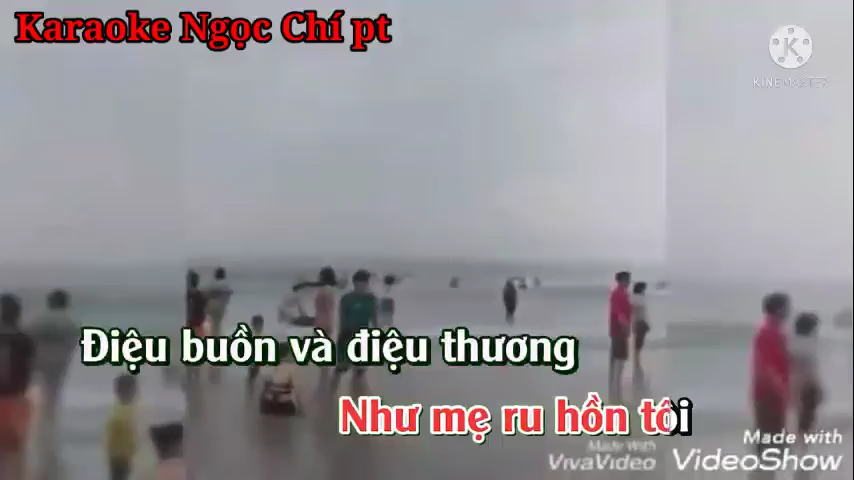 Karaoke Ngọc Chí pt
KINEMASTER
Điệu buồn và điệu thương
Như mẹ ru hồn tôi
Made With
VivaVideo
Made with
VideoShow